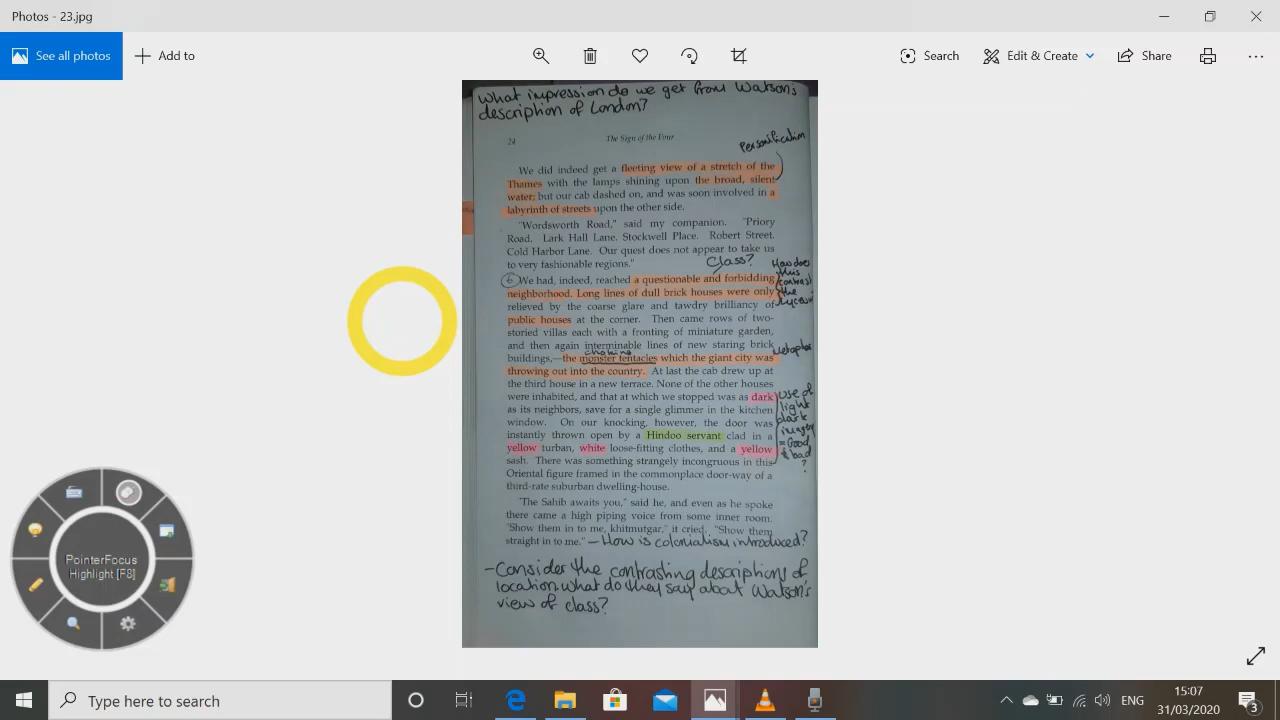 Photos - 23.jpg
See all photos
Add to
Search
Edit & Create
Share
What impression do we get from Watson's
description of London?
24
The Sign of the Four
Personification
We did indeed get a fleeting view of a stretch of the
Thames with the lamps shining upon the broad, silent
water; but our cab dashed on, and was soon involved in a
labyrinth of streets upon the other side.
"Wordsworth Road," said my companion. "Priory
Road. Lark Hall Lane. Stockwell Place. Robert Street.
Cold Harbor Lane. Our quest does not appear to take us
to very fashionable regions."
Class?
How does
this
contrast
the
lyceum
6
We had, indeed, reached a questionable and forbidding
neighborhood. Long lines of dull brick houses were only
relieved by the coarse glare and tawdry brilliancy of
public houses at the corner. Then came rows of two-
storied villas each with a fronting of miniature garden,
and then again interminable lines of new staring brick
choking
buildings,—the monster tentacles which the giant city was
Metaphor
throwing out into the country. At last the cab drew up at
the third house in a new terrace. None of the other houses
were inhabited, and that at which we stopped was as dark
as its neighbors, save for a single glimmer in the kitchen
window. On our knocking, however, the door was
instantly thrown open by a Hindoo servant clad in a
yellow turban, white loose-fitting clothes, and a yellow
sash. There was something strangely incongruous in this
Oriental figure framed in the commonplace door-way of a
third-rate suburban dwelling-house.
use of
light
dark
imagery
= Good
& bad
?
"The Sahib awaits you," said he, and even as he spoke
there came a high piping voice from some inner room.
"Show them in to me, khitmutgar," it cried. "Show them
straight in to me." – How is colonialism introduced?
- Consider the contrasting descriptions of
location. what do they say about Watson's
view of class?
PointerFocus
Highlight [F8]
Type here to search
ENG
15:07
31/03/2020
3